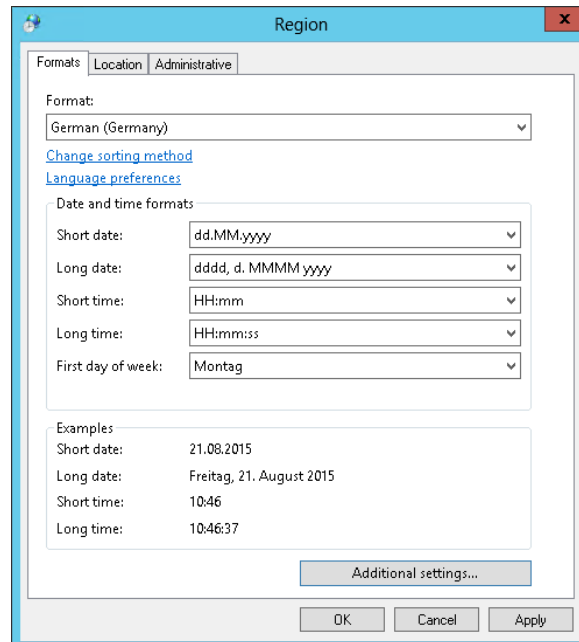 Region
x
Formats Location Administrative
Format:
German (Germany)
Change sorting method
Language preferences
Date and time formats
Short date: dd.MM.yyyy
Long date: dddd, d. MMMM yyyy
Short time: HH:mm
Long time: HH:mm:ss
First day of week: Montag
Examples
Short date: 21.08.2015
Long date: Freitag, 21. August 2015
Short time: 10:46
Long time: 10:46:37
Additional settings...
OK Cancel Apply